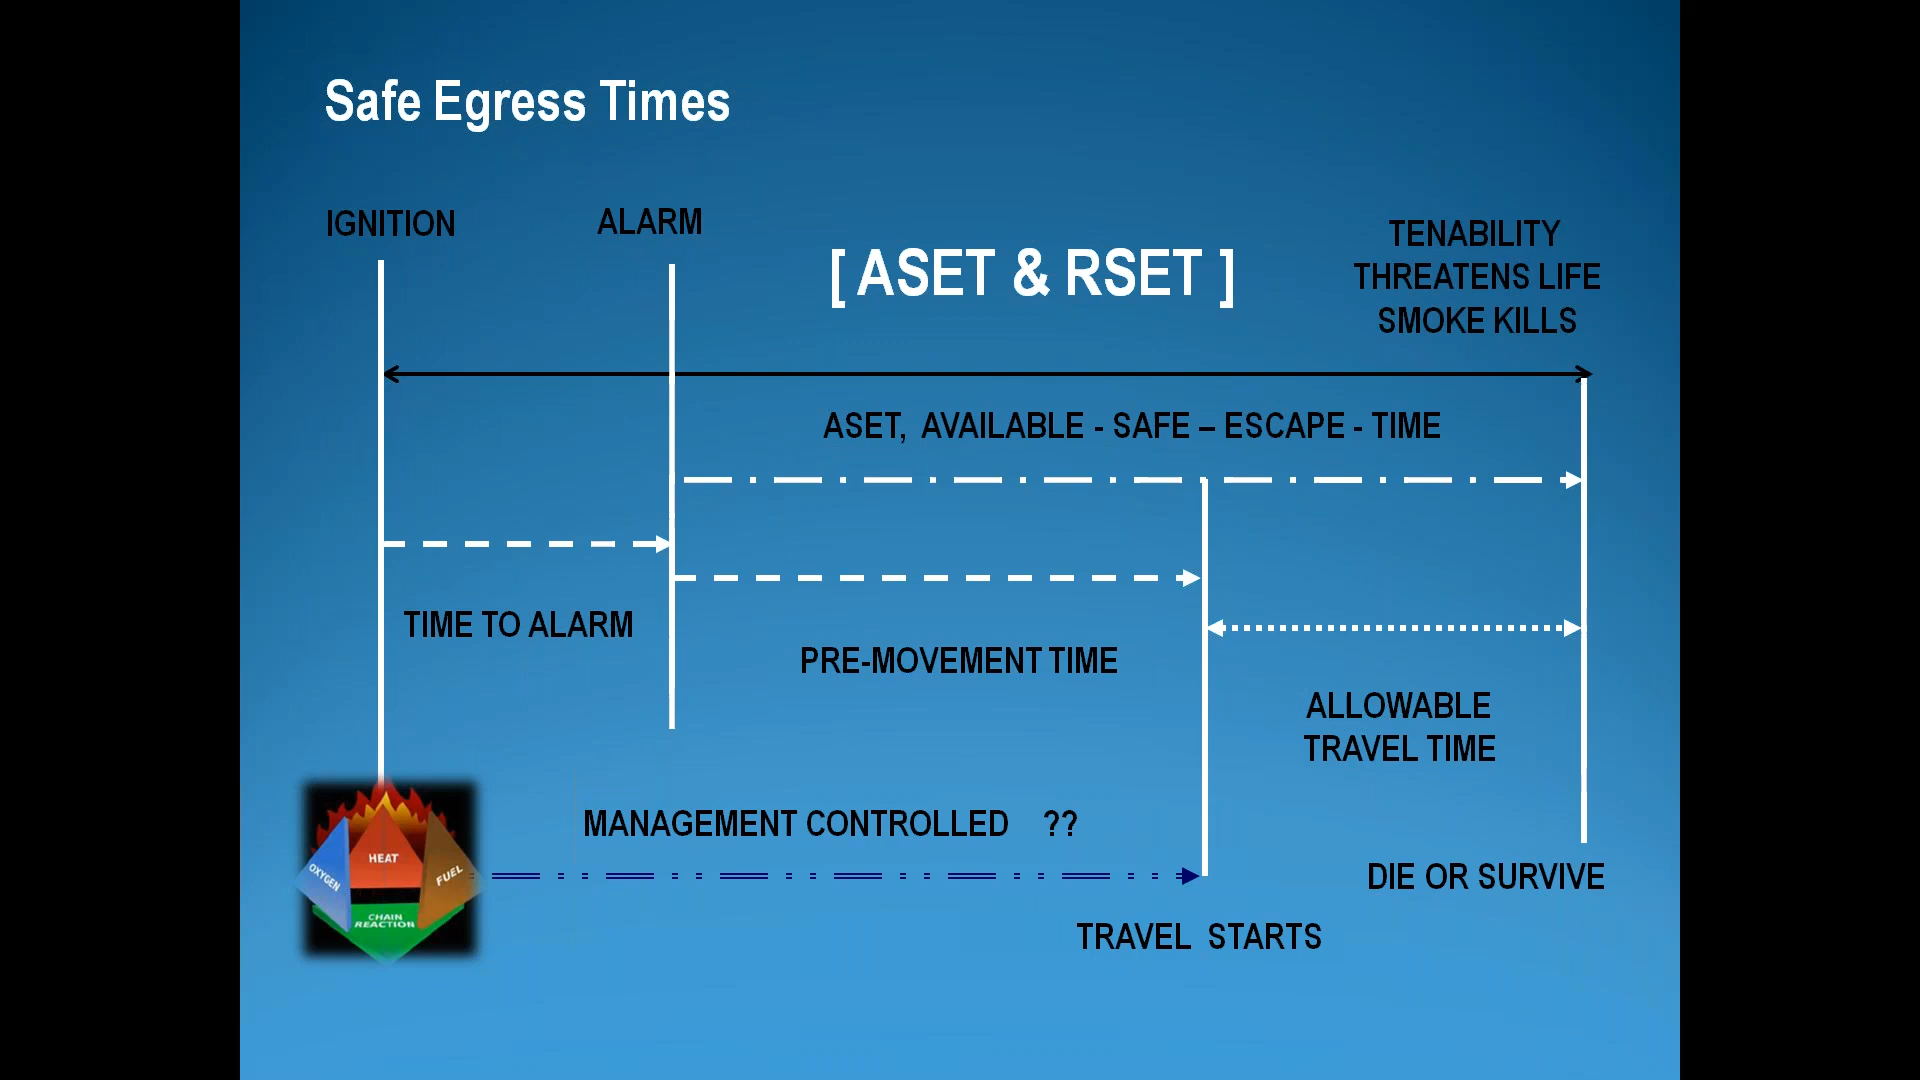 Safe Egress Times
IGNITION
ALARM
[ ASET & RSET ]
TENABILITY
THREATENS LIFE
SMOKE KILLS
ASET, AVAILABLE - SAFE – ESCAPE - TIME
TIME TO ALARM
PRE-MOVEMENT TIME
ALLOWABLE
TRAVEL TIME
MANAGEMENT CONTROLLED ??
HEAT
OXYGEN
FUEL
CHAIN
REACTION
DIE OR SURVIVE
TRAVEL STARTS